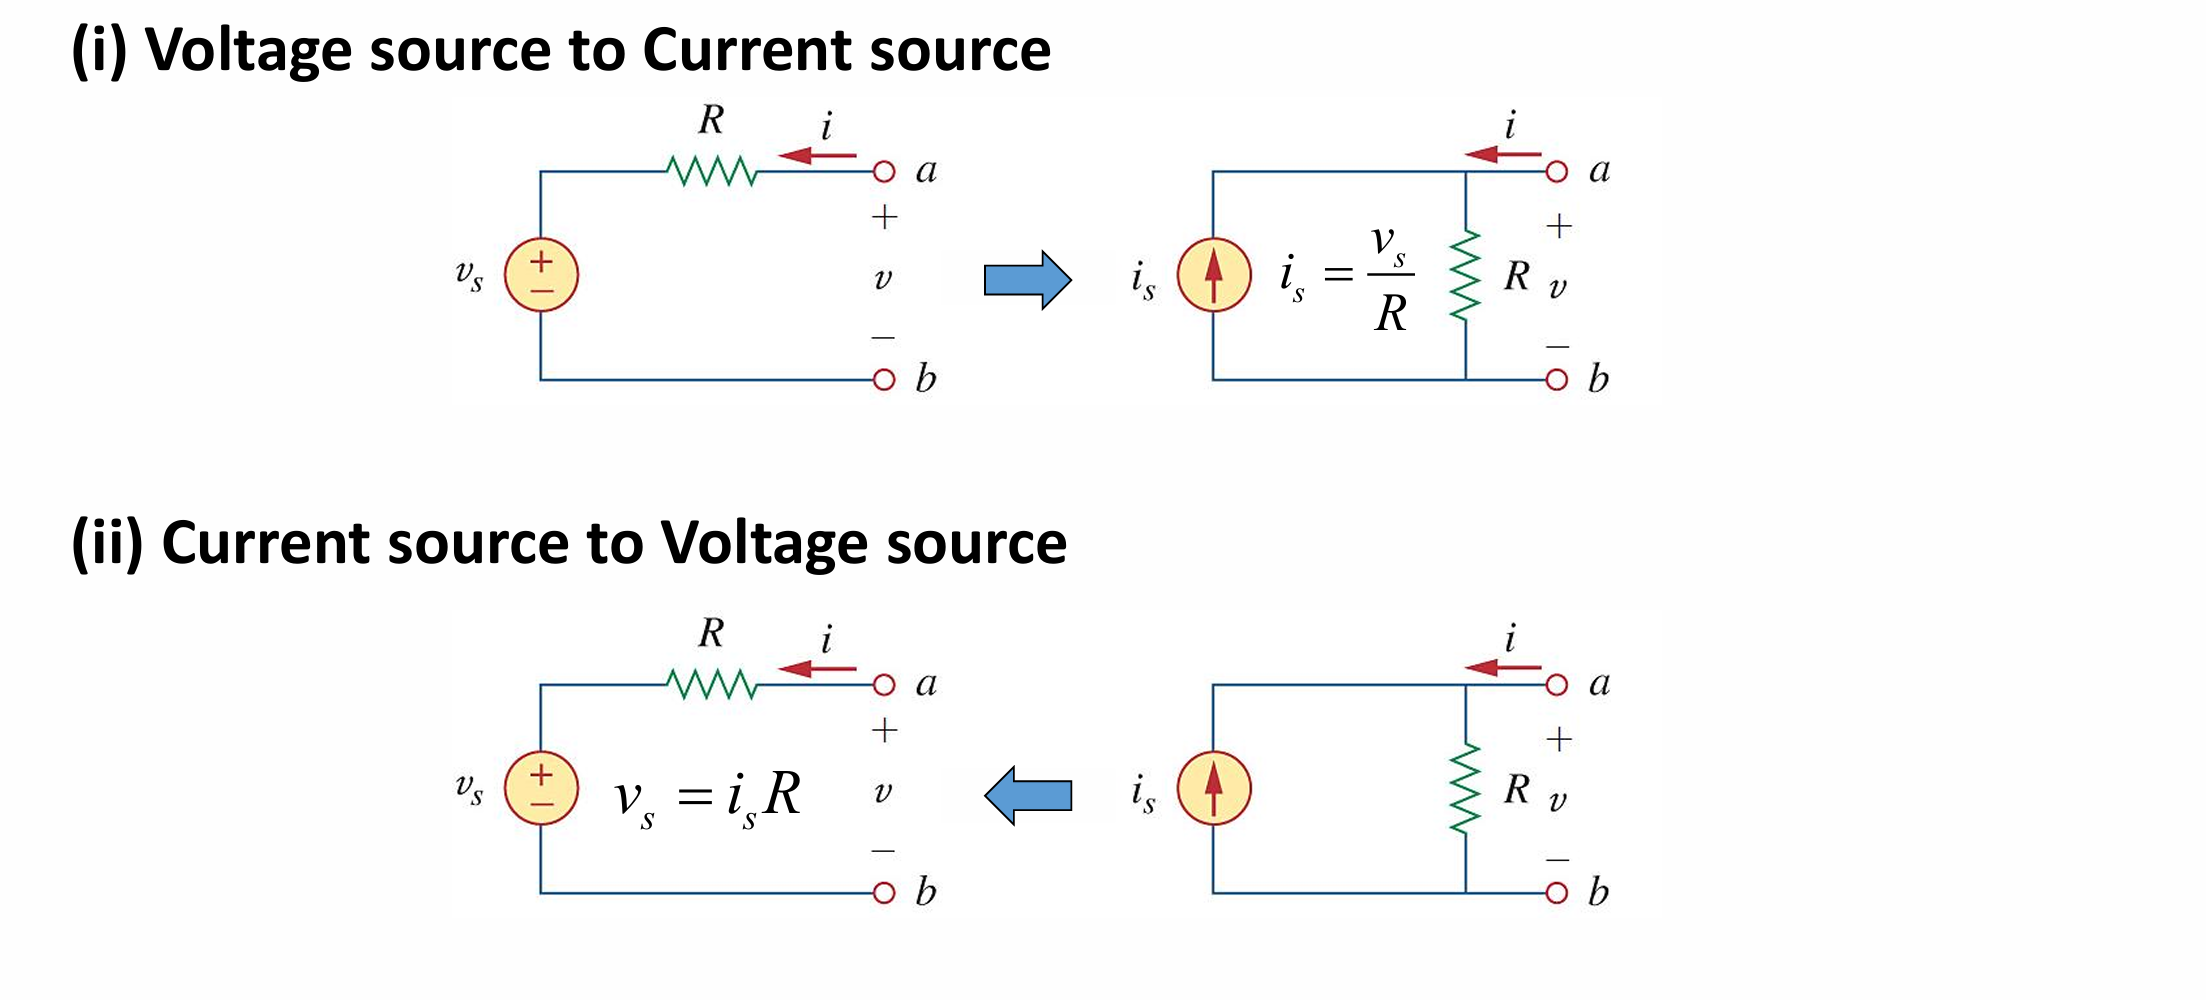 (i) Voltage source to Current source
R
i
a
+
v
−
b
v_s
+
−
i_s
i_s = v_s / R
i
a
+
R
v
−
b
(ii) Current source to Voltage source
R
i
a
+
v
−
b
v_s
+
−
v_s = i_s R
i_s
i
a
+
R
v
−
b